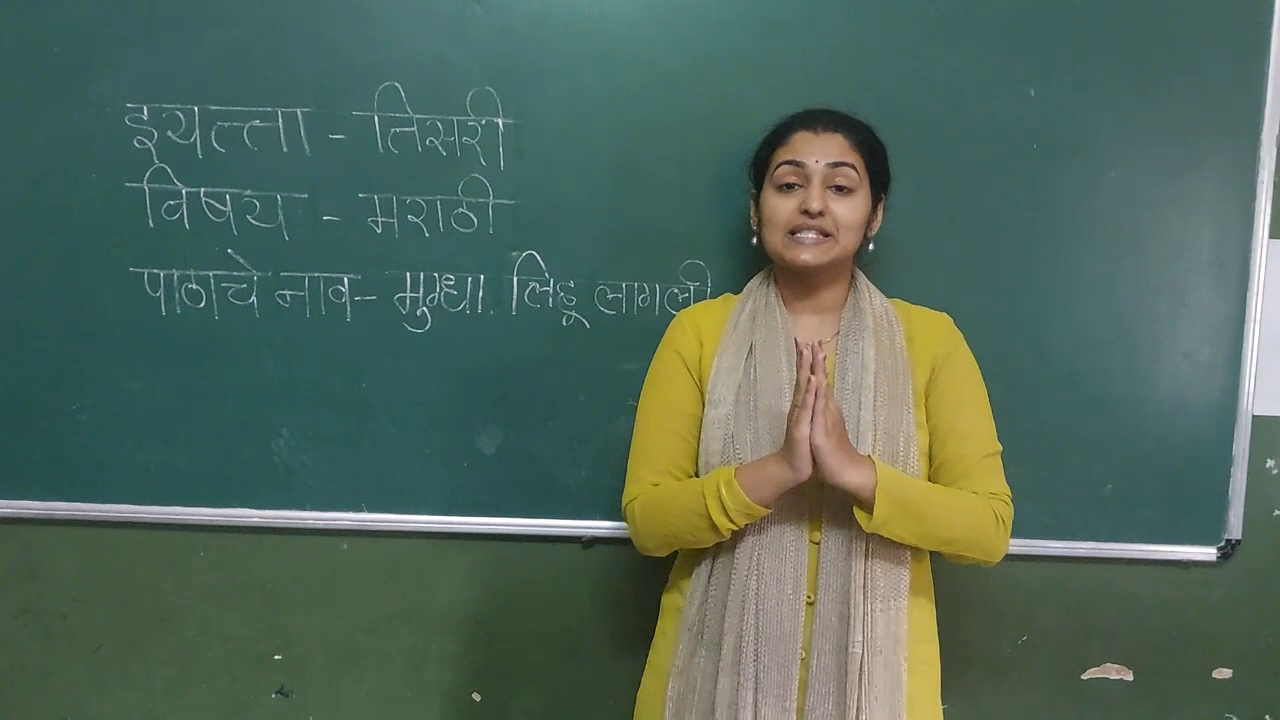 इयत्ता - तिसरी
विषय - मराठी
पाठाचे नाव - मुग्धा लिहू लागली